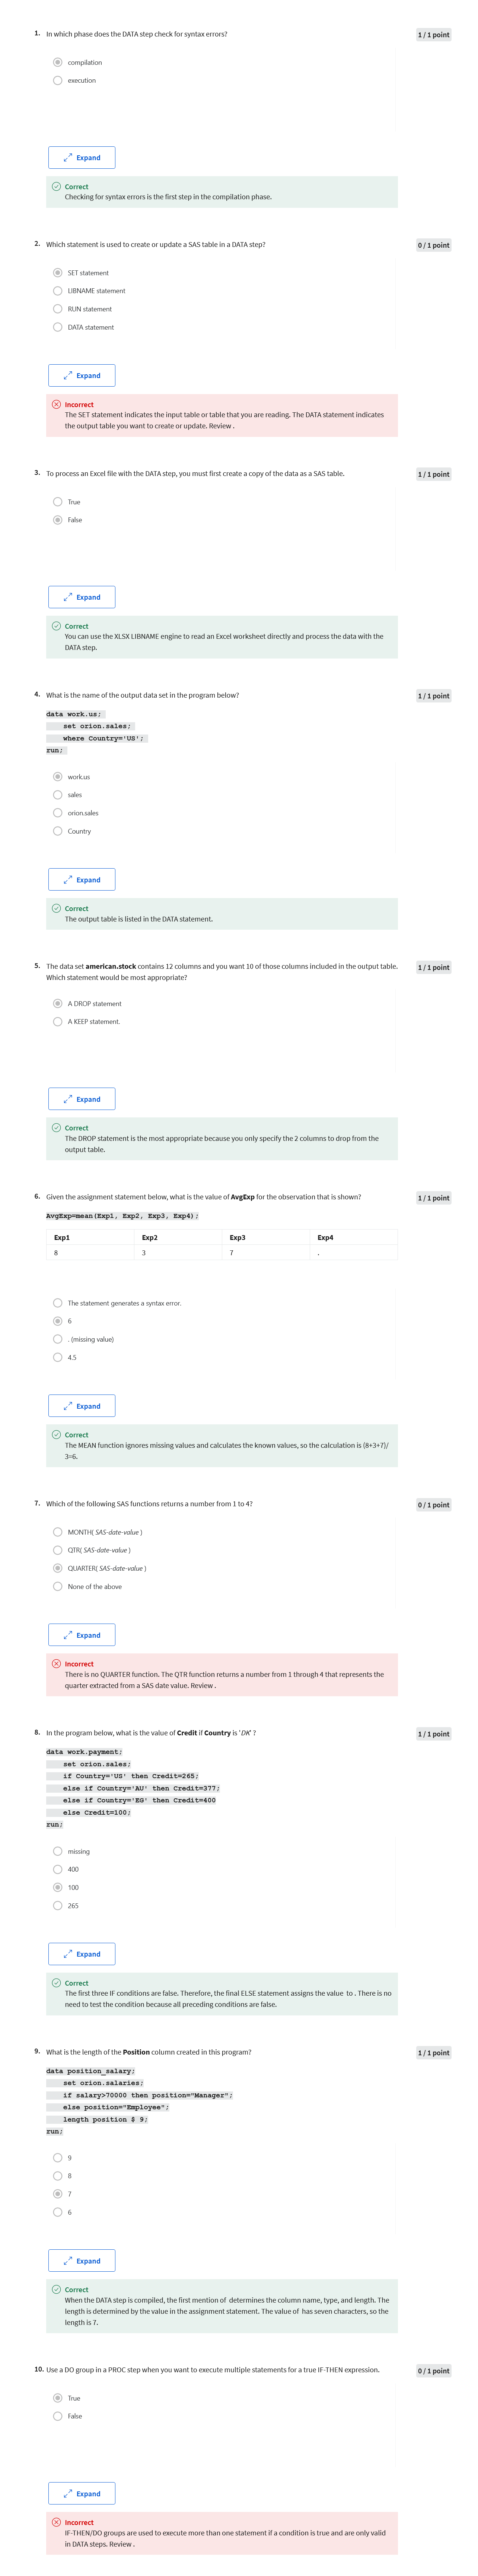 1. In which phase does the DATA step check for syntax errors? 1 / 1 point
compilation
execution
Expand
Correct
Checking for syntax errors is the first step in the compilation phase.
2. Which statement is used to create or update a SAS table in a DATA step? 0 / 1 point
SET statement
LIBNAME statement
RUN statement
DATA statement
Expand
Incorrect
The SET statement indicates the input table or table that you are reading. The DATA statement indicates
the output table you want to create or update. Review .
3. To process an Excel file with the DATA step, you must first create a copy of the data as a SAS table. 1 / 1 point
True
False
Expand
Correct
You can use the XLSX LIBNAME engine to read an Excel worksheet directly and process the data with the
DATA step.
4. What is the name of the output data set in the program below? 1 / 1 point
data work.us;
set orion.sales;
where Country='US';
run;
work.us
sales
orion.sales
Country
Expand
Correct
The output table is listed in the DATA statement.
5. The data set american.stock contains 12 columns and you want 10 of those columns included in the output table. 1 / 1 point
Which statement would be most appropriate?
A DROP statement
A KEEP statement.
Expand
Correct
The DROP statement is the most appropriate because you only specify the 2 columns to drop from the
output table.
6. Given the assignment statement below, what is the value of AvgExp for the observation that is shown? 1 / 1 point
AvgExp=mean(Exp1, Exp2, Exp3, Exp4);
Exp1 Exp2 Exp3 Exp4
8 3 7 .
The statement generates a syntax error.
6
. (missing value)
4.5
Expand
Correct
The MEAN function ignores missing values and calculates the known values, so the calculation is (8+3+7)/
3=6.
7. Which of the following SAS functions returns a number from 1 to 4? 0 / 1 point
MONTH( SAS-date-value )
QTR( SAS-date-value )
QUARTER( SAS-date-value )
None of the above
Expand
Incorrect
There is no QUARTER function. The QTR function returns a number from 1 through 4 that represents the
quarter extracted from a SAS date value. Review .
8. In the program below, what is the value of Credit if Country is 'DK' ? 1 / 1 point
data work.payment;
set orion.sales;
if Country='US' then Credit=265;
else if Country='AU' then Credit=377;
else if Country='EG' then Credit=400
else Credit=100;
run;
missing
400
100
265
Expand
Correct
The first three IF conditions are false. Therefore, the final ELSE statement assigns the value to . There is no
need to test the condition because all preceding conditions are false.
9. What is the length of the Position column created in this program? 1 / 1 point
data position_salary;
set orion.salaries;
if salary>70000 then position="Manager";
else position="Employee";
length position $ 9;
run;
9
8
7
6
Expand
Correct
When the DATA step is compiled, the first mention of determines the column name, type, and length. The
length is determined by the value in the assignment statement. The value of has seven characters, so the
length is 7.
10. Use a DO group in a PROC step when you want to execute multiple statements for a true IF-THEN expression. 0 / 1 point
True
False
Expand
Incorrect
IF-THEN/DO groups are used to execute more than one statement if a condition is true and are only valid
in DATA steps. Review .